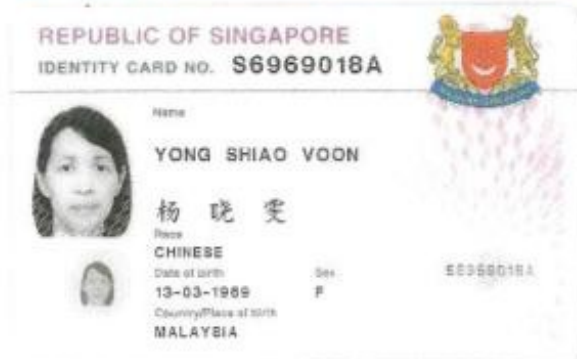 REPUBLIC OF SINGAPORE
IDENTITY CARD NO. S6969018A
Name
YONG SHIAO VOON
杨 晓 雯
Race
CHINESE
Date of birth Sex
13-03-1969 F
Country/Place of birth
MALAYSIA